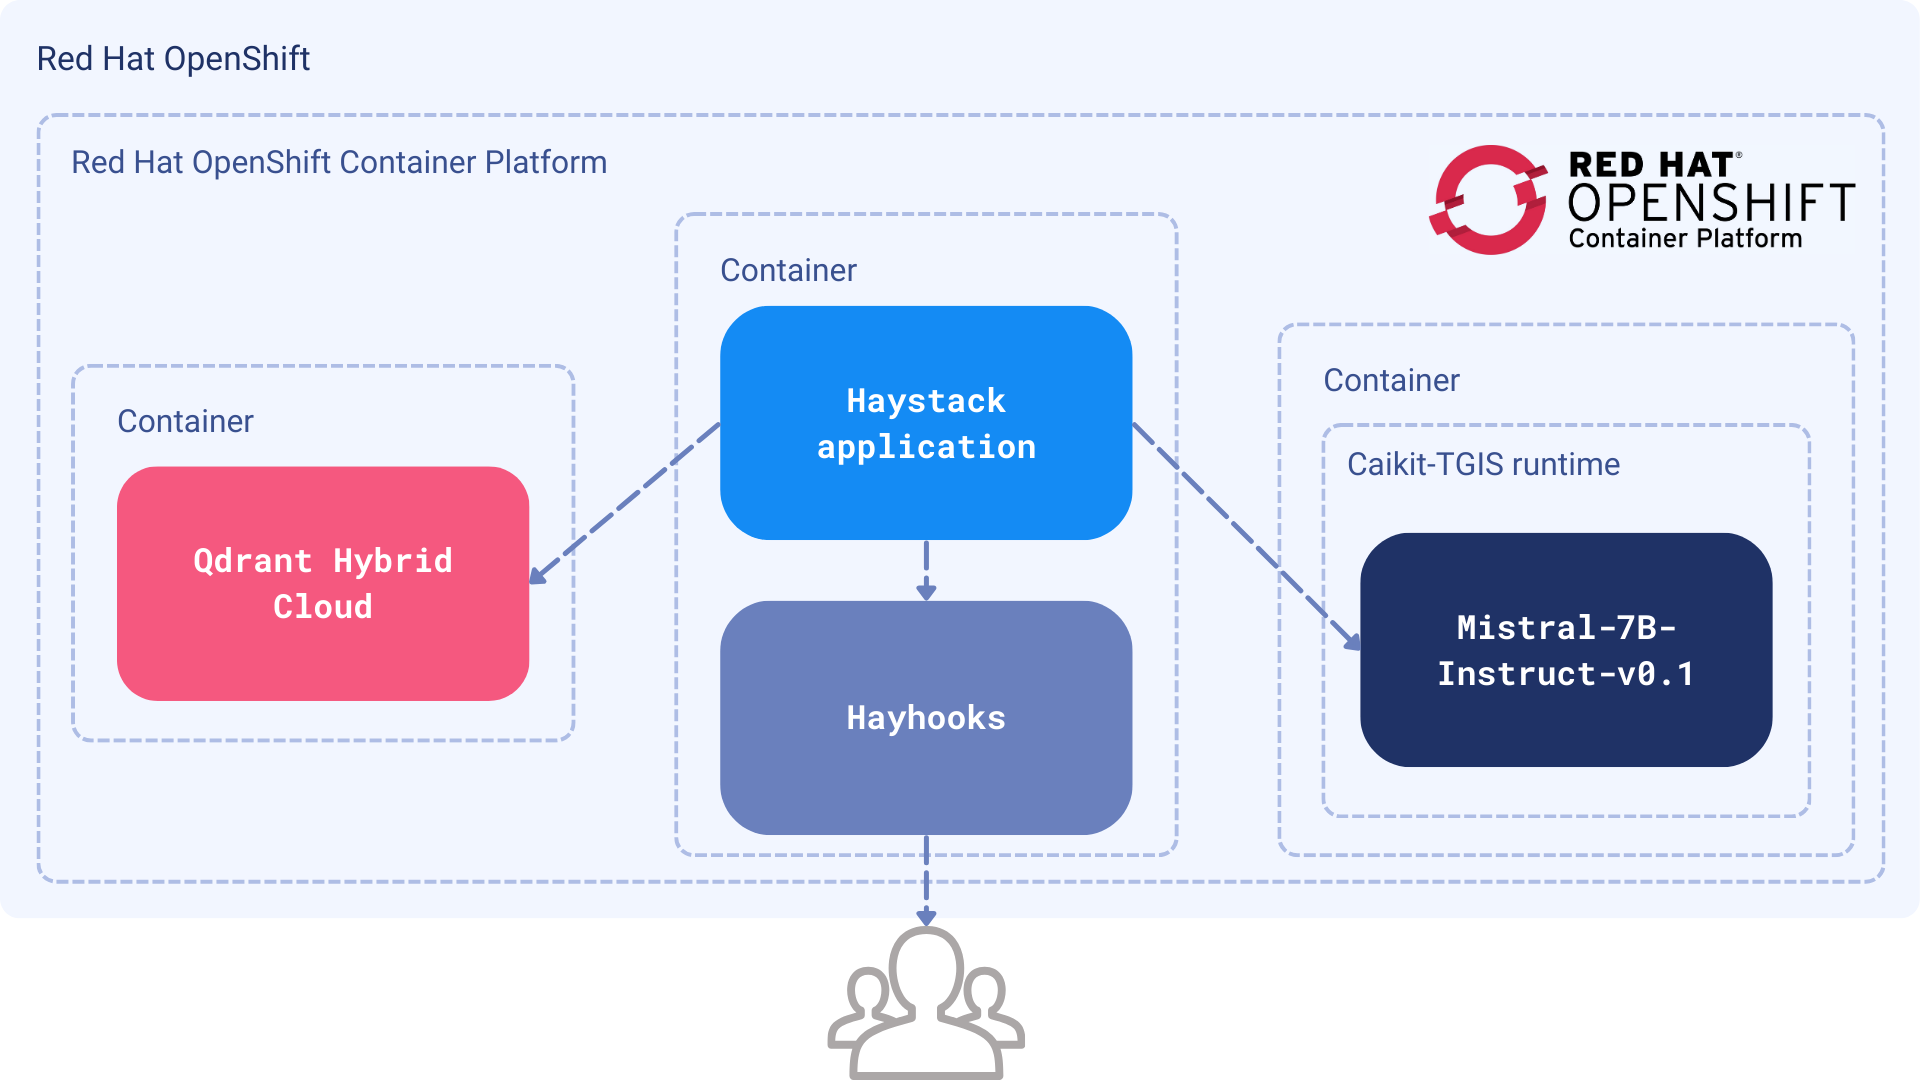 Red Hat OpenShift
Red Hat OpenShift Container Platform
RED HAT®
OPENSHIFT
Container Platform
Container
Haystack
application
Container
Qdrant Hybrid
Cloud
Container
Caikit-TGIS runtime
Mistral-7B-
Instruct-v0.1
Hayhooks